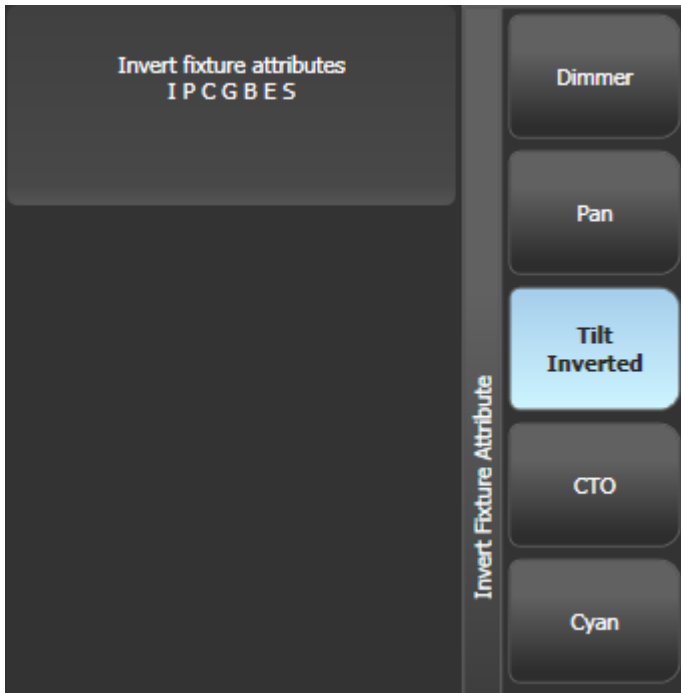 Invert fixture attributes
I P C G B E S
Invert Fixture Attribute
Dimmer
Pan
Tilt
Inverted
CTO
Cyan